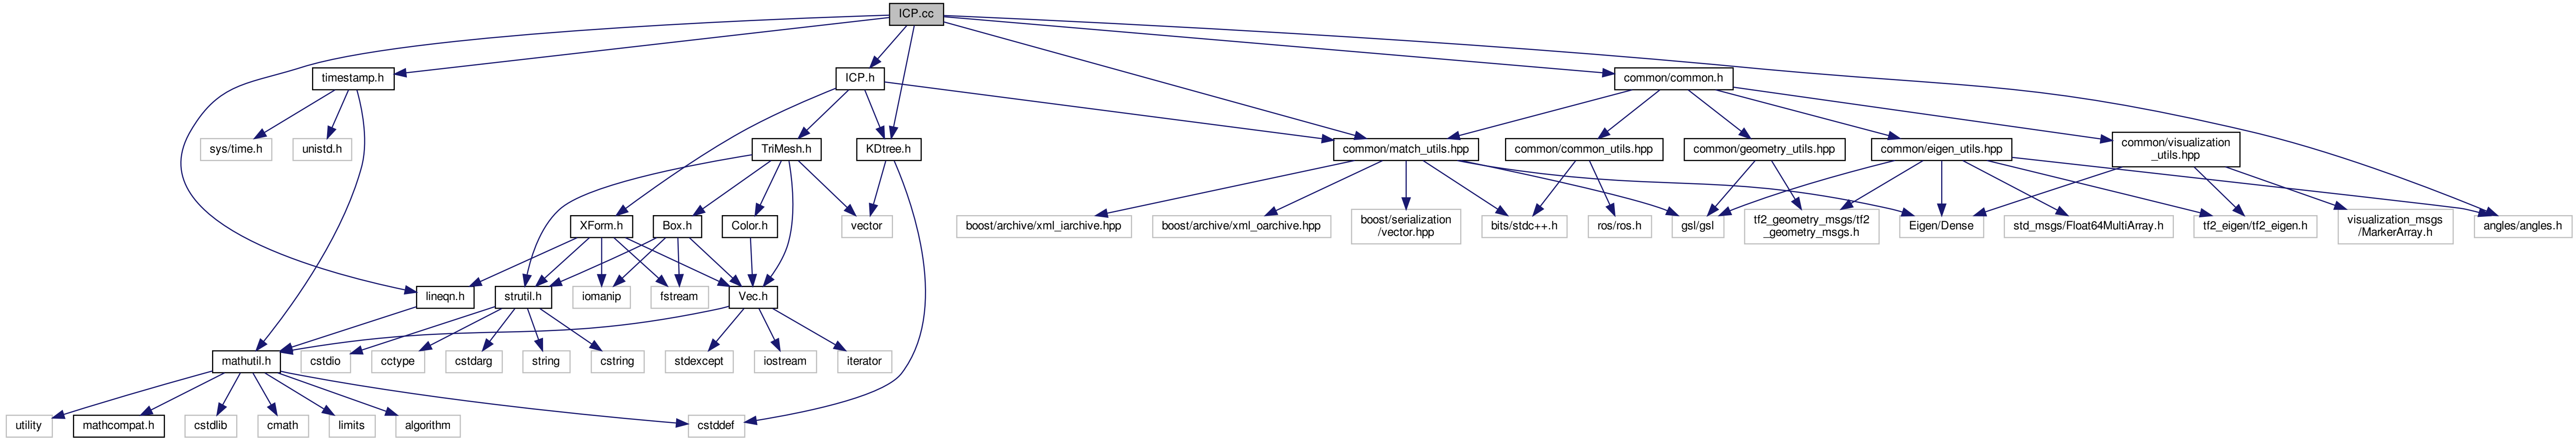 ICP.cc
timestamp.h
ICP.h
common/common.h
sys/time.h
unistd.h
TriMesh.h
KDtree.h
common/match_utils.hpp
common/common_utils.hpp
common/geometry_utils.hpp
common/eigen_utils.hpp
common/visualization
_utils.hpp
XForm.h
Box.h
Color.h
vector
boost/archive/xml_iarchive.hpp
boost/archive/xml_oarchive.hpp
boost/serialization
/vector.hpp
bits/stdc++.h
ros/ros.h
gsl/gsl
tf2_geometry_msgs/tf2
_geometry_msgs.h
Eigen/Dense
std_msgs/Float64MultiArray.h
tf2_eigen/tf2_eigen.h
visualization_msgs
/MarkerArray.h
angles/angles.h
lineqn.h
strutil.h
iomanip
fstream
Vec.h
mathutil.h
cstdio
cctype
cstdarg
string
cstring
stdexcept
iostream
iterator
utility
mathcompat.h
cstdlib
cmath
limits
algorithm
cstddef